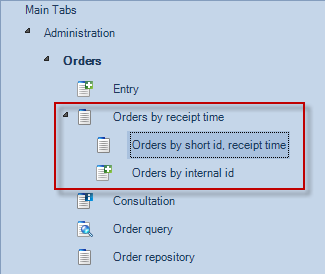 Main Tabs
Administration
Orders
Entry
Orders by receipt time
Orders by short id, receipt time
Orders by internal id
Consultation
Order query
Order repository